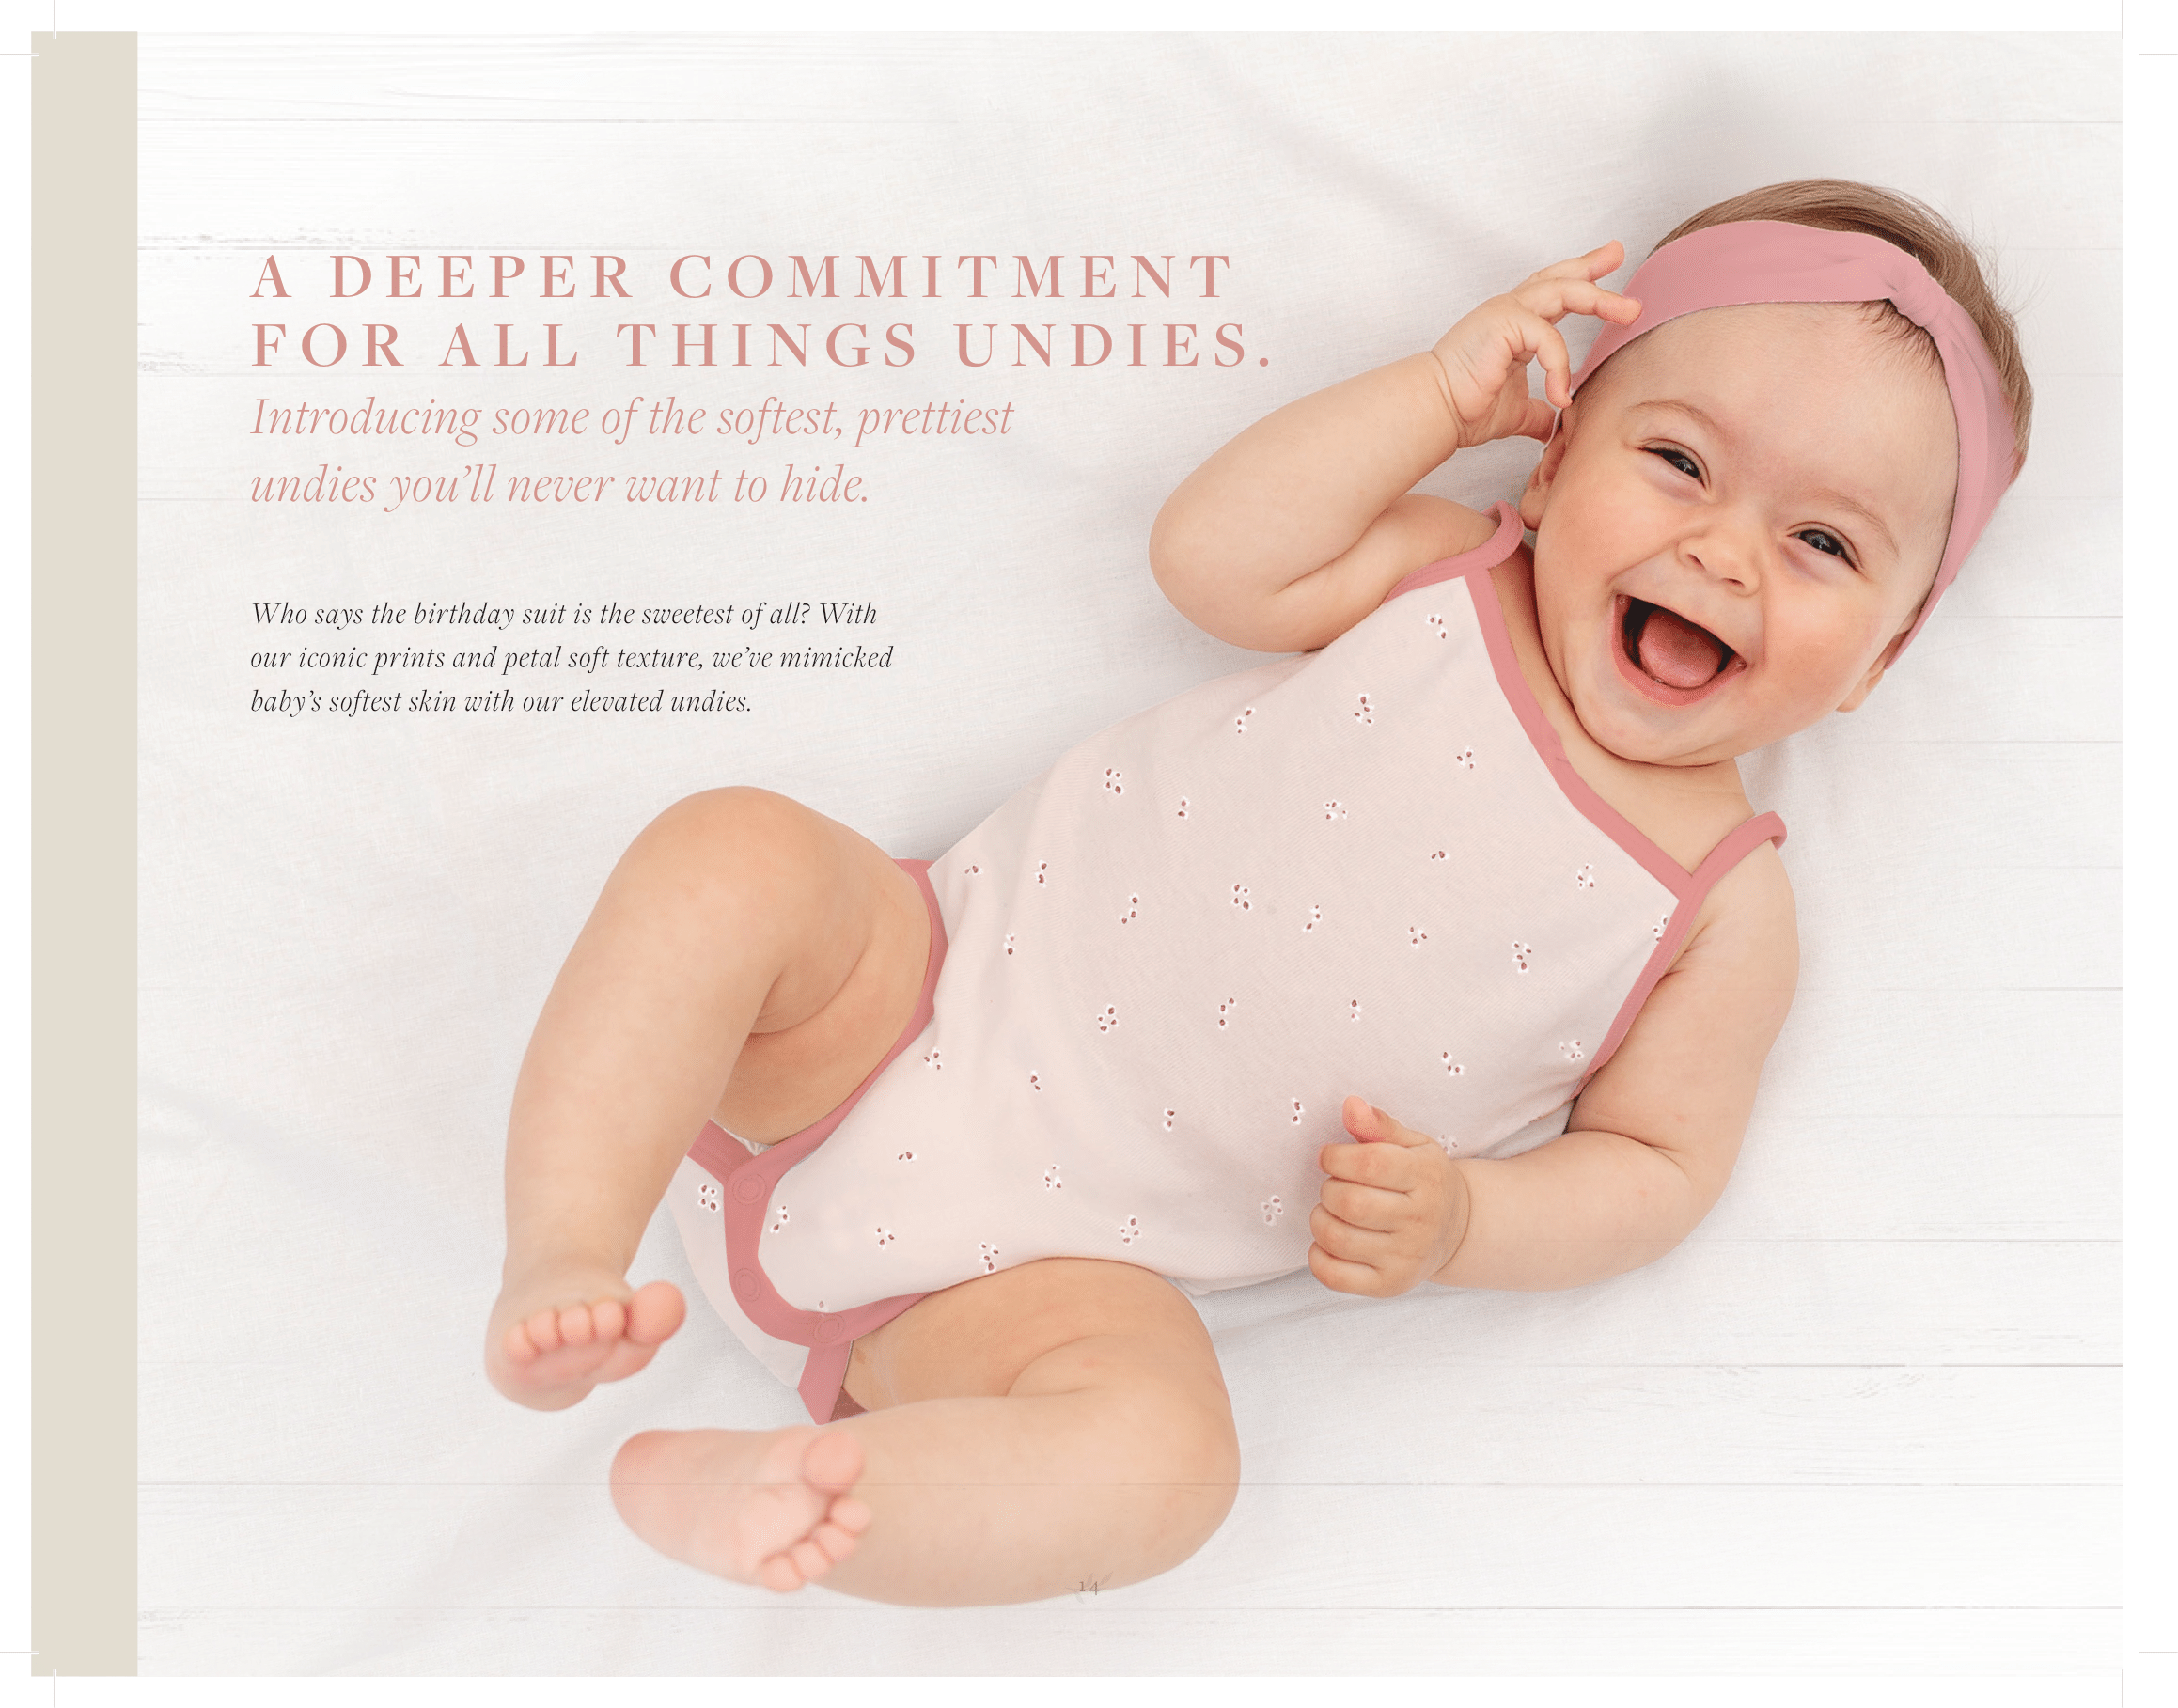 A DEEPER COMMITMENT
FOR ALL THINGS UNDIES.
Introducing some of the softest, prettiest
undies you’ll never want to hide.
Who says the birthday suit is the sweetest of all? With
our iconic prints and petal soft texture, we’ve mimicked
baby’s softest skin with our elevated undies.
14